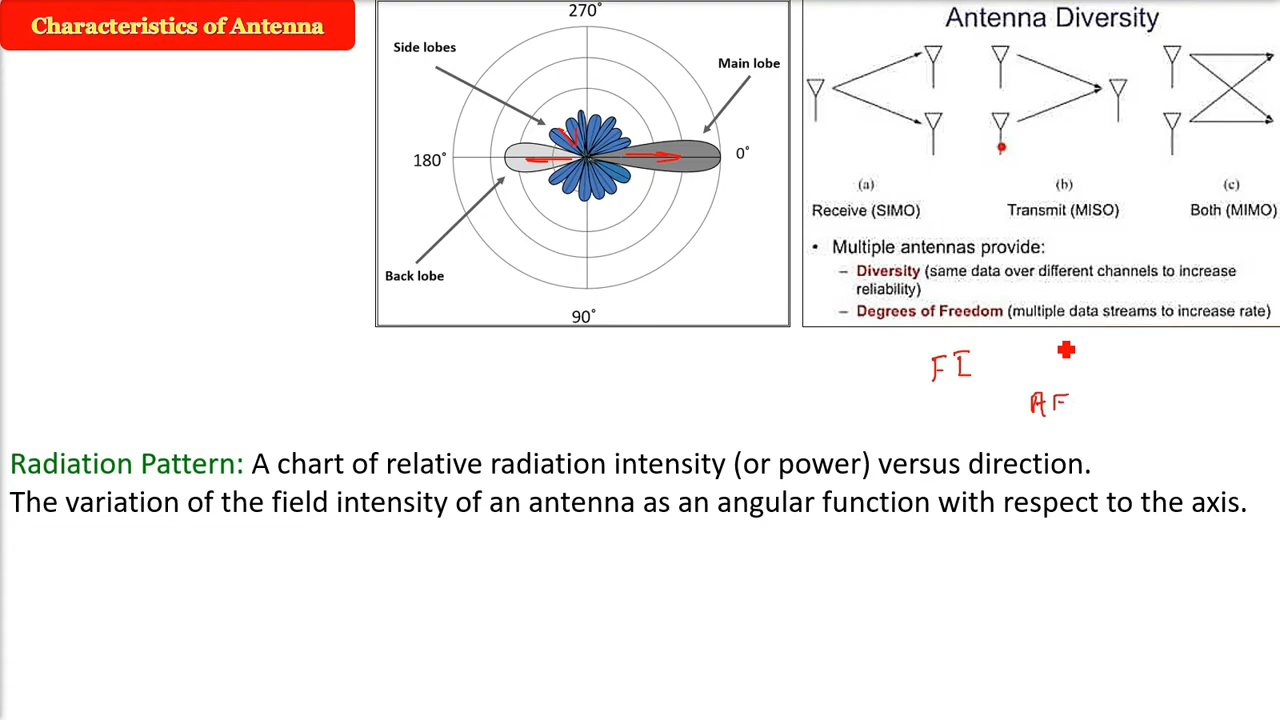 Characteristics of Antenna
270°
Side lobes
Main lobe
180°
0°
Back lobe
90°
Antenna Diversity
(a)
(b)
(c)
Receive (SIMO)
Transmit (MISO)
Both (MIMO)
• Multiple antennas provide:
– Diversity (same data over different channels to increase
reliability)
– Degrees of Freedom (multiple data streams to increase rate)
FI
AF
Radiation Pattern: A chart of relative radiation intensity (or power) versus direction.
The variation of the field intensity of an antenna as an angular function with respect to the axis.